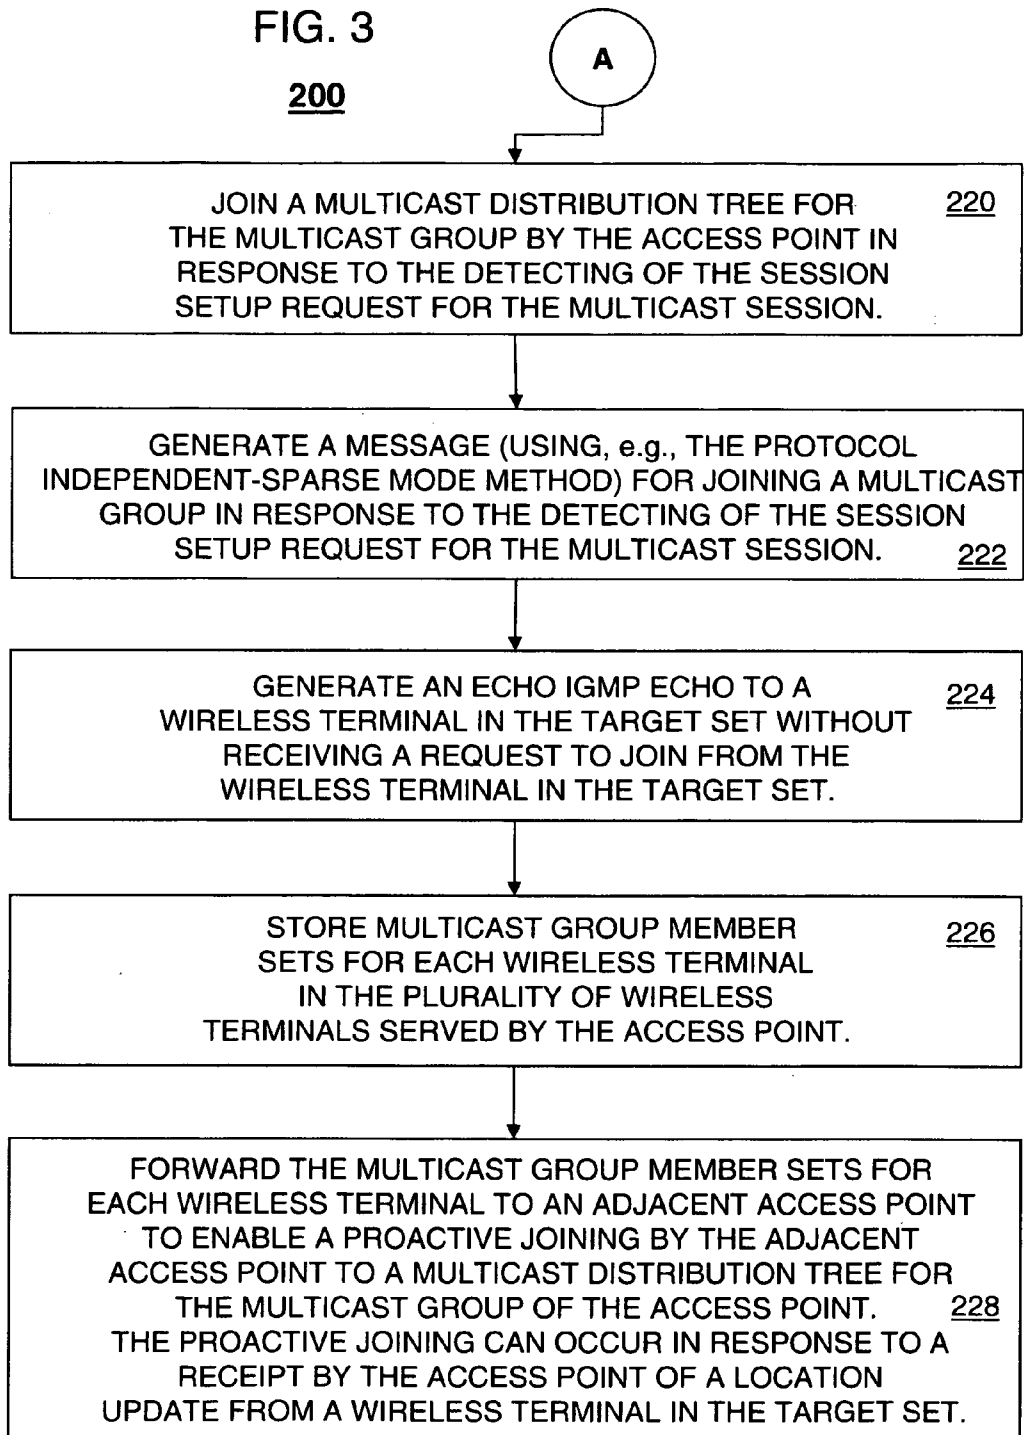 FIG. 3
200
A
JOIN A MULTICAST DISTRIBUTION TREE FOR
220
THE MULTICAST GROUP BY THE ACCESS POINT IN
RESPONSE TO THE DETECTING OF THE SESSION
SETUP REQUEST FOR THE MULTICAST SESSION.
GENERATE A MESSAGE (USING, e.g., THE PROTOCOL
INDEPENDENT-SPARSE MODE METHOD) FOR JOINING A MULTICAST
GROUP IN RESPONSE TO THE DETECTING OF THE SESSION
SETUP REQUEST FOR THE MULTICAST SESSION.
222
GENERATE AN ECHO IGMP ECHO TO A
224
WIRELESS TERMINAL IN THE TARGET SET WITHOUT
RECEIVING A REQUEST TO JOIN FROM THE
WIRELESS TERMINAL IN THE TARGET SET.
STORE MULTICAST GROUP MEMBER
226
SETS FOR EACH WIRELESS TERMINAL
IN THE PLURALITY OF WIRELESS
TERMINALS SERVED BY THE ACCESS POINT.
FORWARD THE MULTICAST GROUP MEMBER SETS FOR
EACH WIRELESS TERMINAL TO AN ADJACENT ACCESS POINT
TO ENABLE A PROACTIVE JOINING BY THE ADJACENT
ACCESS POINT TO A MULTICAST DISTRIBUTION TREE FOR
THE MULTICAST GROUP OF THE ACCESS POINT.
228
THE PROACTIVE JOINING CAN OCCUR IN RESPONSE TO A
RECEIPT BY THE ACCESS POINT OF A LOCATION
UPDATE FROM A WIRELESS TERMINAL IN THE TARGET SET.